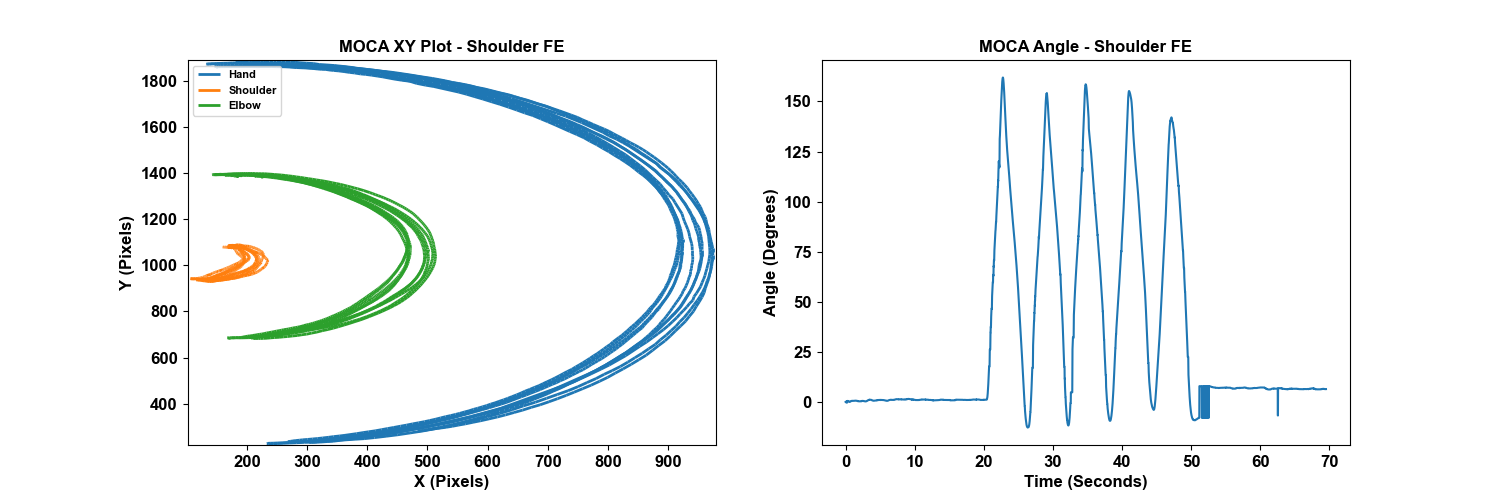 MOCA XY Plot - Shoulder FE
Hand
Shoulder
Elbow
1800
1600
1400
1200
1000
800
600
400
Y (Pixels)
200 300 400 500 600 700 800 900
X (Pixels)
MOCA Angle - Shoulder FE
150
125
100
75
50
25
0
Angle (Degrees)
0 10 20 30 40 50 60 70
Time (Seconds)